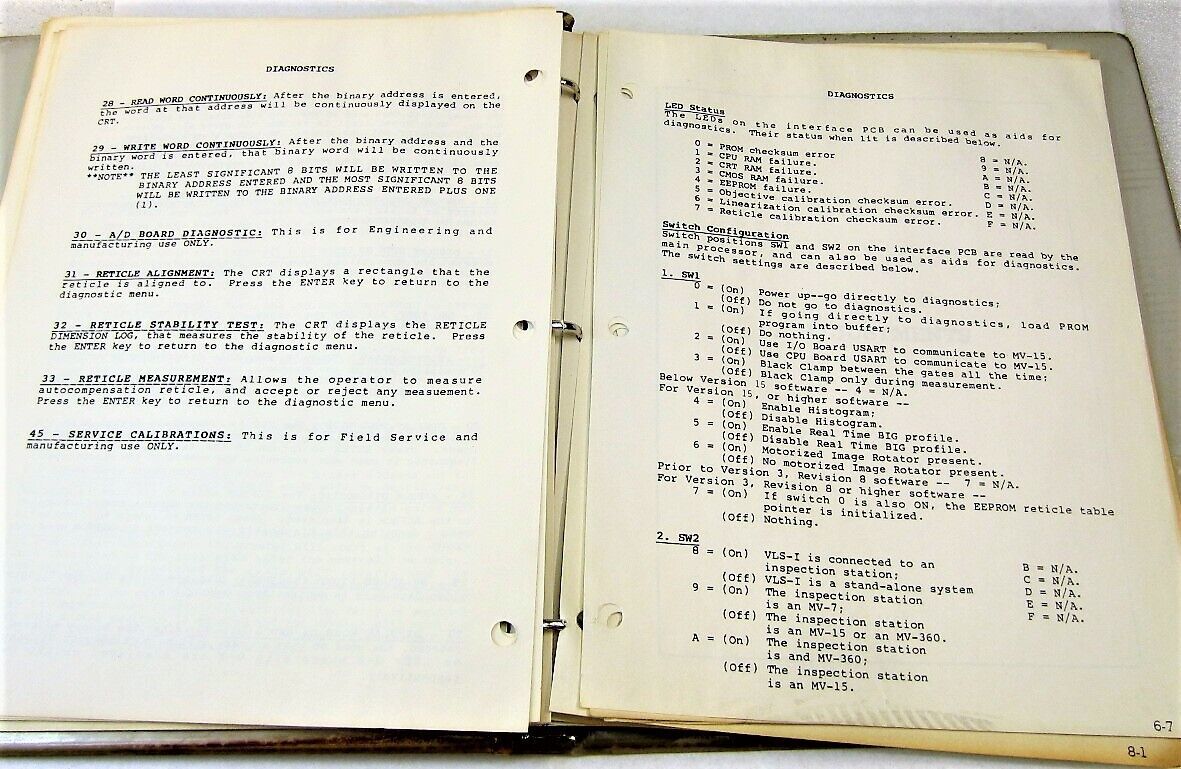 DIAGNOSTICS
28 - READ WORD CONTINUOUSLY: After the binary address is entered,
the word at that address will be continuously displayed on the
CRT.
29 - WRITE WORD CONTINUOUSLY: After the binary address and the
binary word is entered, that binary word will be continuously
written.
**NOTE** THE LEAST SIGNIFICANT 8 BITS WILL BE WRITTEN TO THE
BINARY ADDRESS ENTERED AND THE MOST SIGNIFICANT 8 BITS
WILL BE WRITTEN TO THE BINARY ADDRESS ENTERED PLUS ONE
(1).
30 - A/D BOARD DIAGNOSTIC: This is for Engineering and
manufacturing use ONLY.
31 - RETICLE ALIGNMENT: The CRT displays a rectangle that the
reticle is aligned to. Press the ENTER key to return to the
diagnostic menu.
32 - RETICLE STABILITY TEST: The CRT displays the RETICLE
DIMENSION LOG, that measures the stability of the reticle. Press
the ENTER key to return to the diagnostic menu.
33 - RETICLE MEASUREMENT: Allows the operator to measure
autocompensation reticle, and accept or reject any measuement.
Press the ENTER key to return to the diagnostic menu.
45 - SERVICE CALIBRATIONS: This is for Field Service and
manufacturing use ONLY.
DIAGNOSTICS
LED Status
The LEDs on the interface PCB can be used as aids for
diagnostics. Their status when lit is described below.
0 = PROM checksum error 8 = N/A.
1 = CPU RAM failure. 9 = N/A.
2 = CRT RAM failure. A = N/A.
3 = CMOS RAM failure. B = N/A.
4 = EEPROM failure. C = N/A.
5 = Objective calibration checksum error. D = N/A.
6 = Linearization calibration checksum error. E = N/A.
7 = Reticle calibration checksum error. F = N/A.
Switch Configuration
Switch positions SW1 and SW2 on the interface PCB are read by the
main processor, and can also be used as aids for diagnostics.
The switch settings are described below.
1. SW1
0 = (On) Power up--go directly to diagnostics;
(Off) Do not go to diagnostics.
1 = (On) If going directly to diagnostics, load PROM
program into buffer;
(Off) Do nothing.
2 = (On) Use I/O Board USART to communicate to MV-15.
(Off) Use CPU Board USART to communicate to MV-15.
3 = (On) Black Clamp between the gates all the time;
(Off) Black Clamp only during measurement.
Below Version 15 software -- 4 = N/A.
For Version 15, or higher software --
4 = (On) Enable Histogram;
(Off) Disable Histogram.
5 = (On) Enable Real Time BIG profile.
(Off) Disable Real Time BIG profile.
6 = (On) Motorized Image Rotator present.
(Off) No motorized Image Rotator present.
Prior to Version 3, Revision 8 software -- 7 = N/A.
For Version 3, Revision 8 or higher software --
7 = (On) If switch 0 is also ON, the EEPROM reticle table
pointer is initialized.
(Off) Nothing.
2. SW2
8 = (On) VLS-I is connected to an B = N/A.
inspection station; C = N/A.
(Off) VLS-I is a stand-alone system D = N/A.
9 = (On) The inspection station E = N/A.
is an MV-7; F = N/A.
(Off) The inspection station
is an MV-15 or an MV-360.
A = (On) The inspection station
is and MV-360;
(Off) The inspection station
is an MV-15.
6-7
8-1